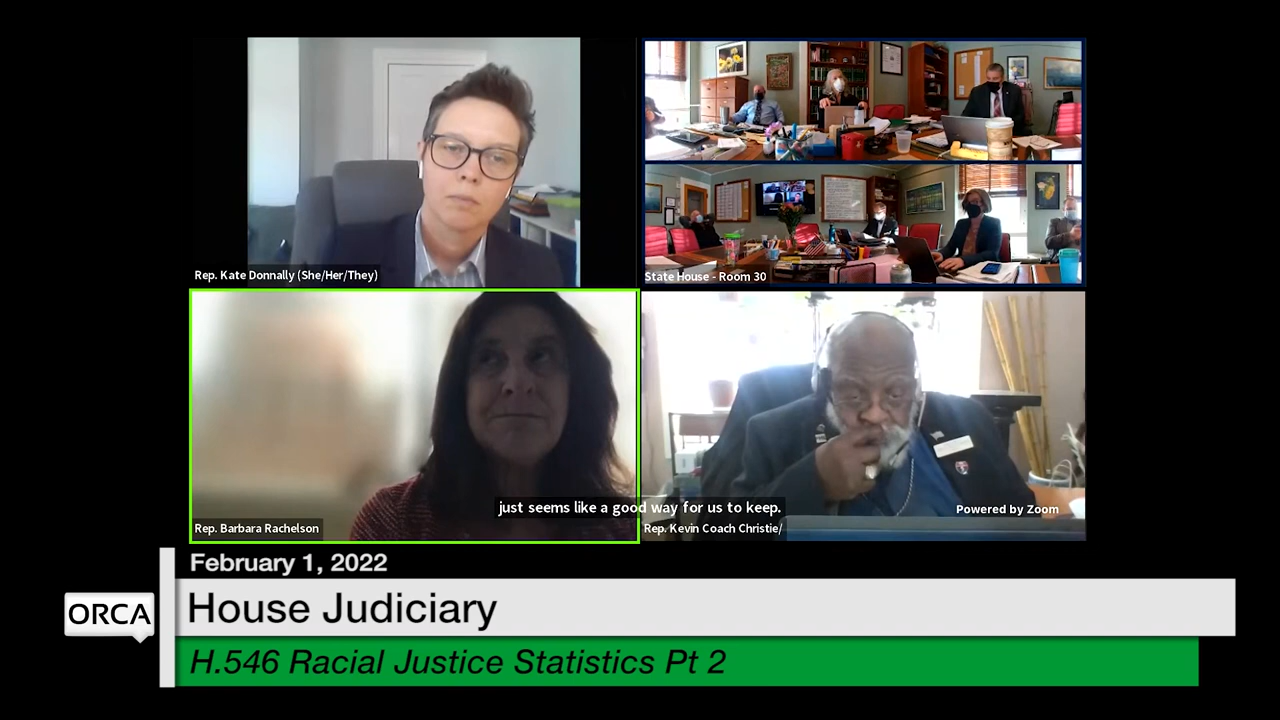 Rep. Kate Donnally (She/Her/They)
State House - Room 30
just seems like a good way for us to keep.
Powered by Zoom
Rep. Barbara Rachelson
Rep. Kevin Coach Christie/
February 1, 2022
ORCA
House Judiciary
H.546 Racial Justice Statistics Pt 2